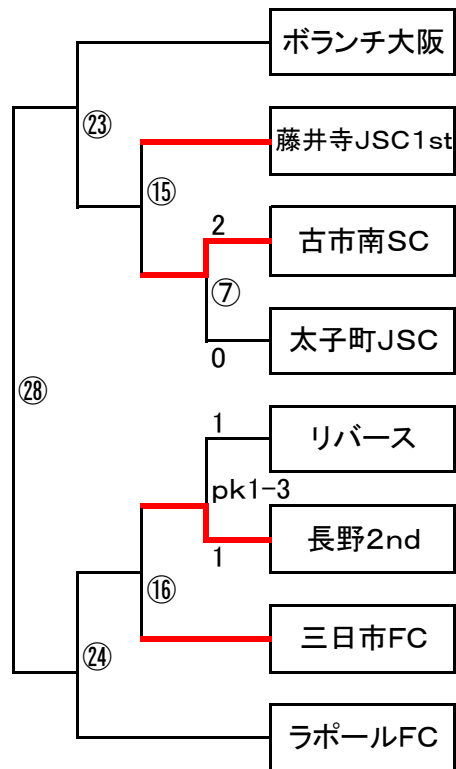 ボランチ大阪
㉓
藤井寺JSC1st
⑮
2
古市南SC
⑦
太子町JSC
0
㉘
1
リバース
pk1-3
長野2nd
1
⑯
三日市FC
㉔
ラポールFC